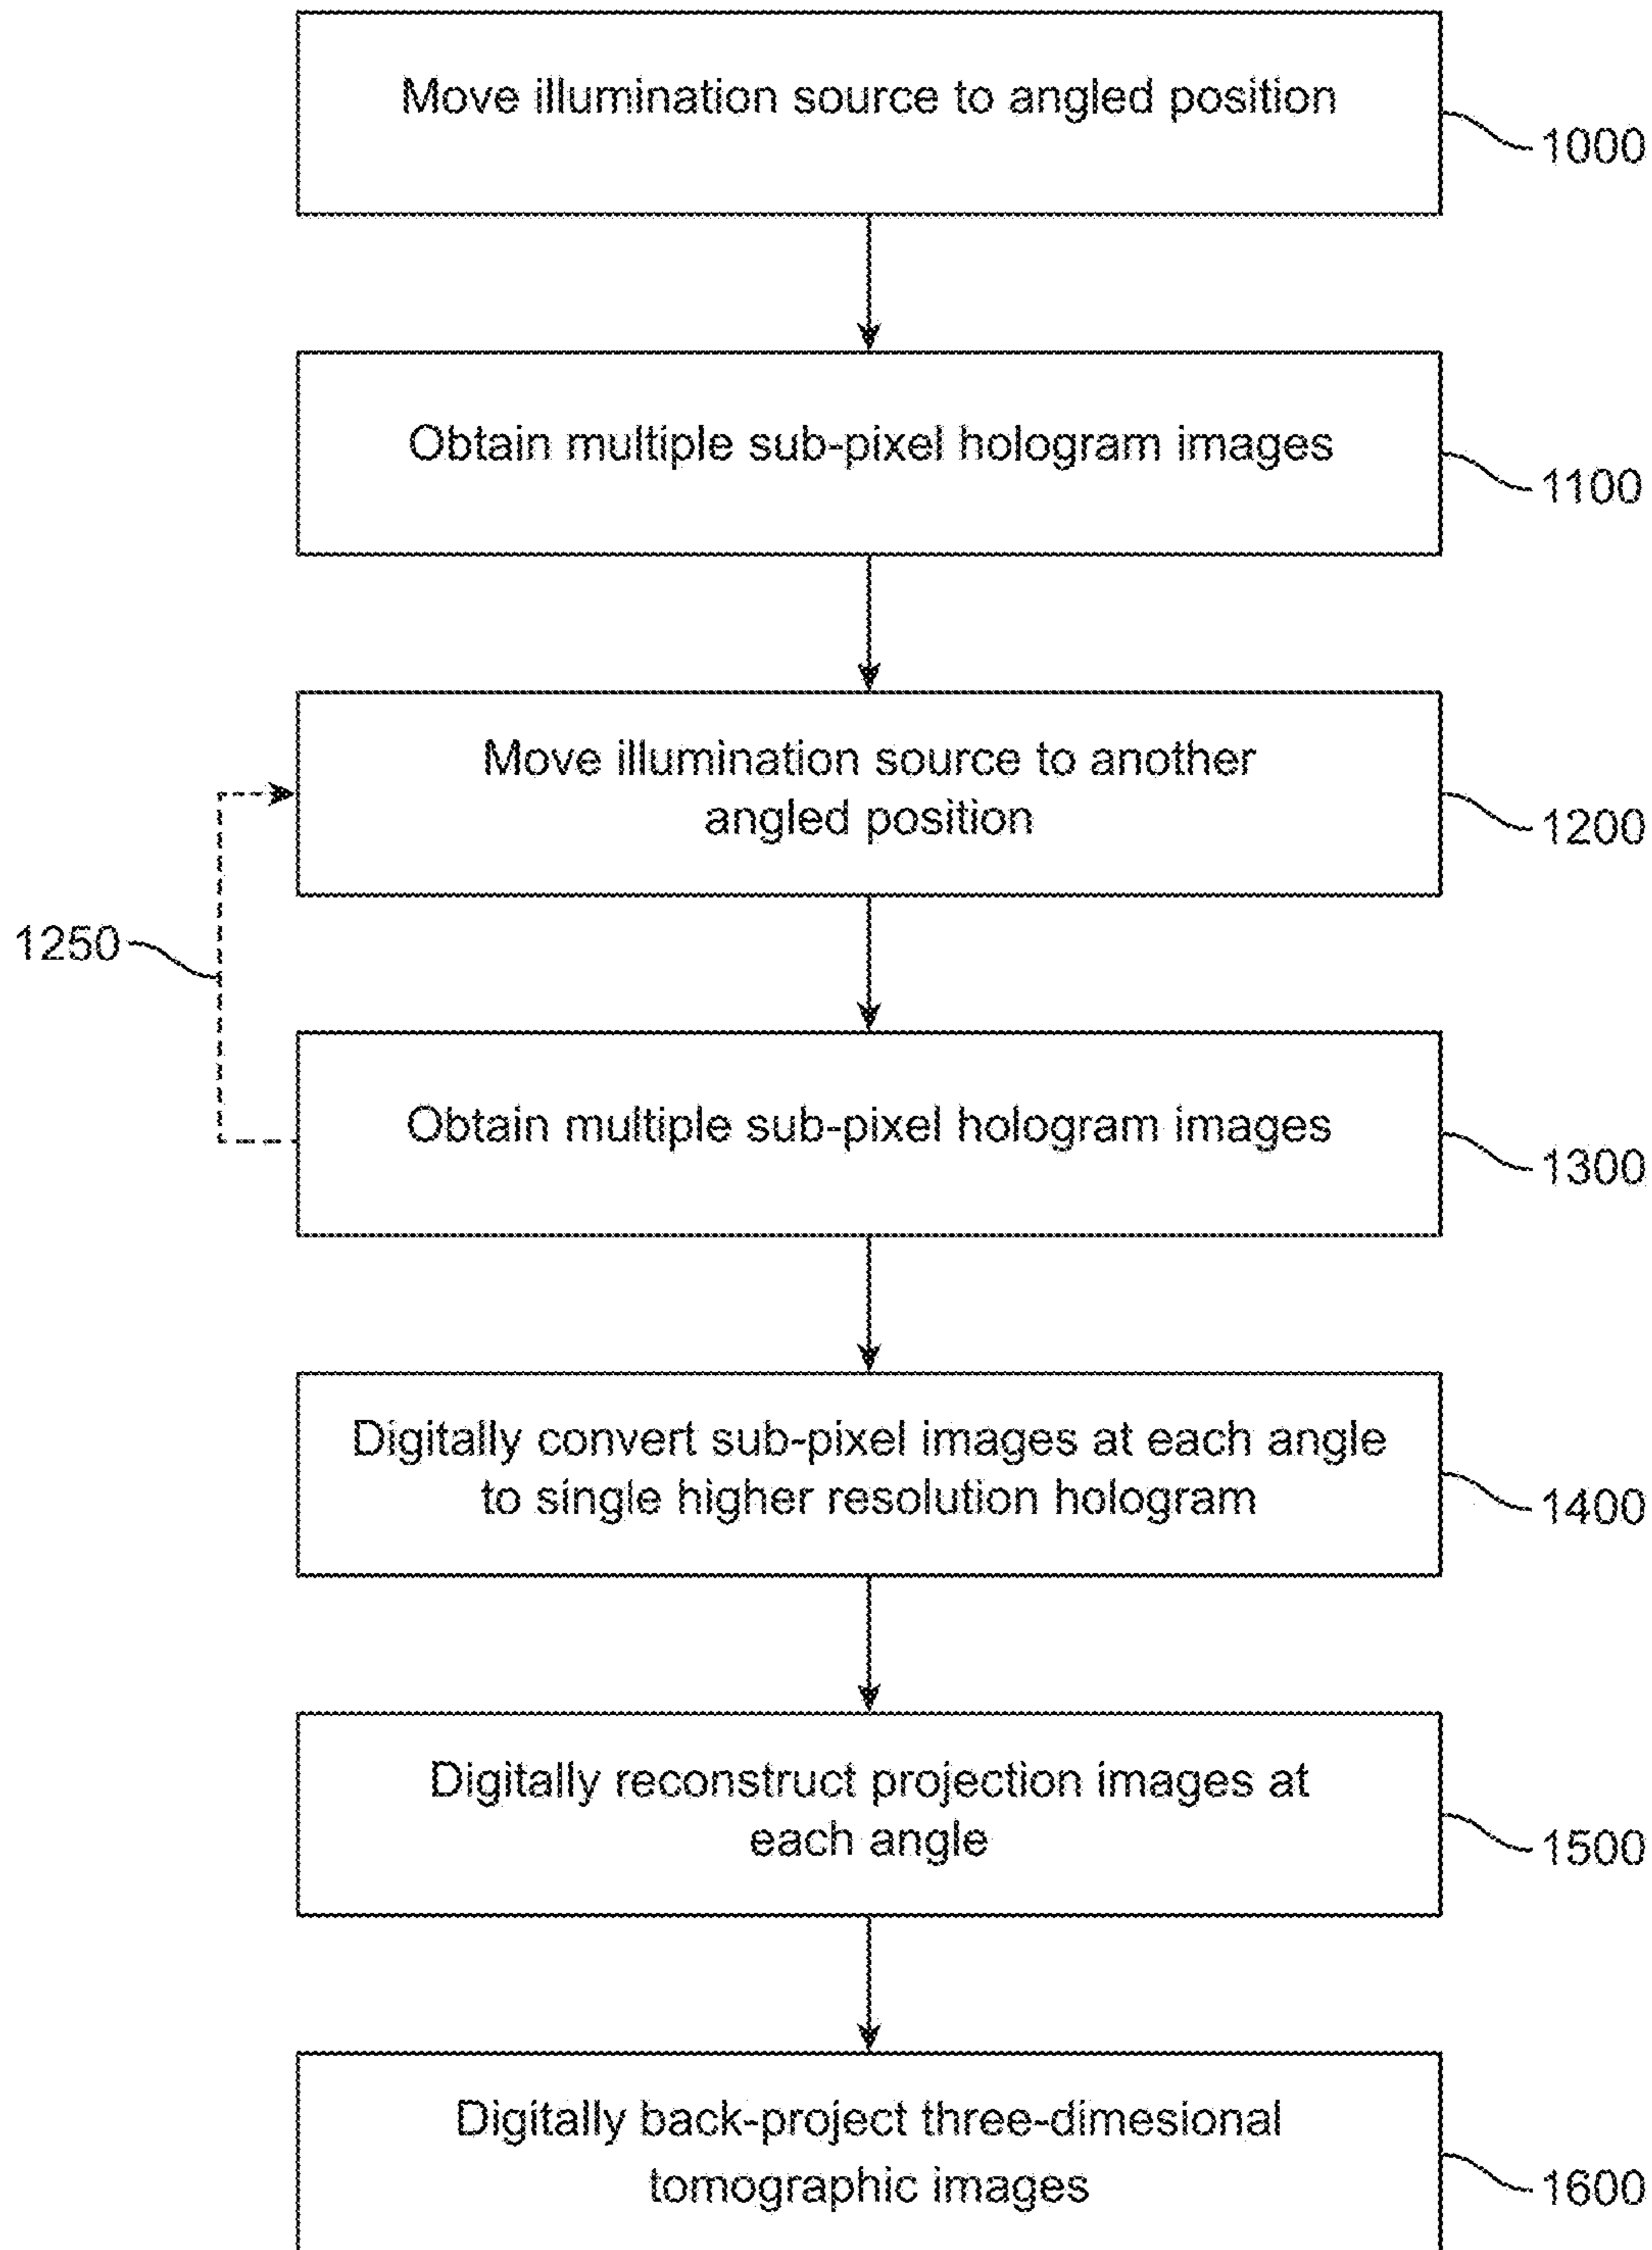 Move illumination source to angled position
1000
Obtain multiple sub-pixel hologram images
1100
Move illumination source to another
angled position
1200
1250
Obtain multiple sub-pixel hologram images
1300
Digitally convert sub-pixel images at each angle
to single higher resolution hologram
1400
Digitally reconstruct projection images at
each angle
1500
Digitally back-project three-dimesional
tomographic images
1600